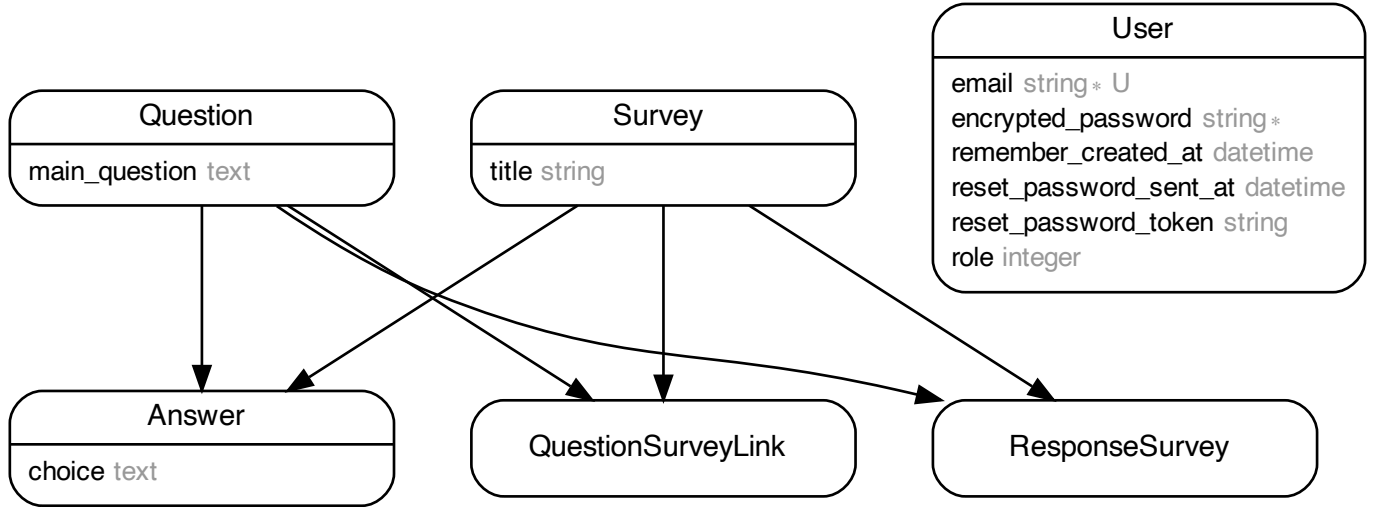 User
email string* U
encrypted_password string*
remember_created_at datetime
reset_password_sent_at datetime
reset_password_token string
role integer
Question
main_question text
Survey
title string
Answer
choice text
QuestionSurveyLink
ResponseSurvey